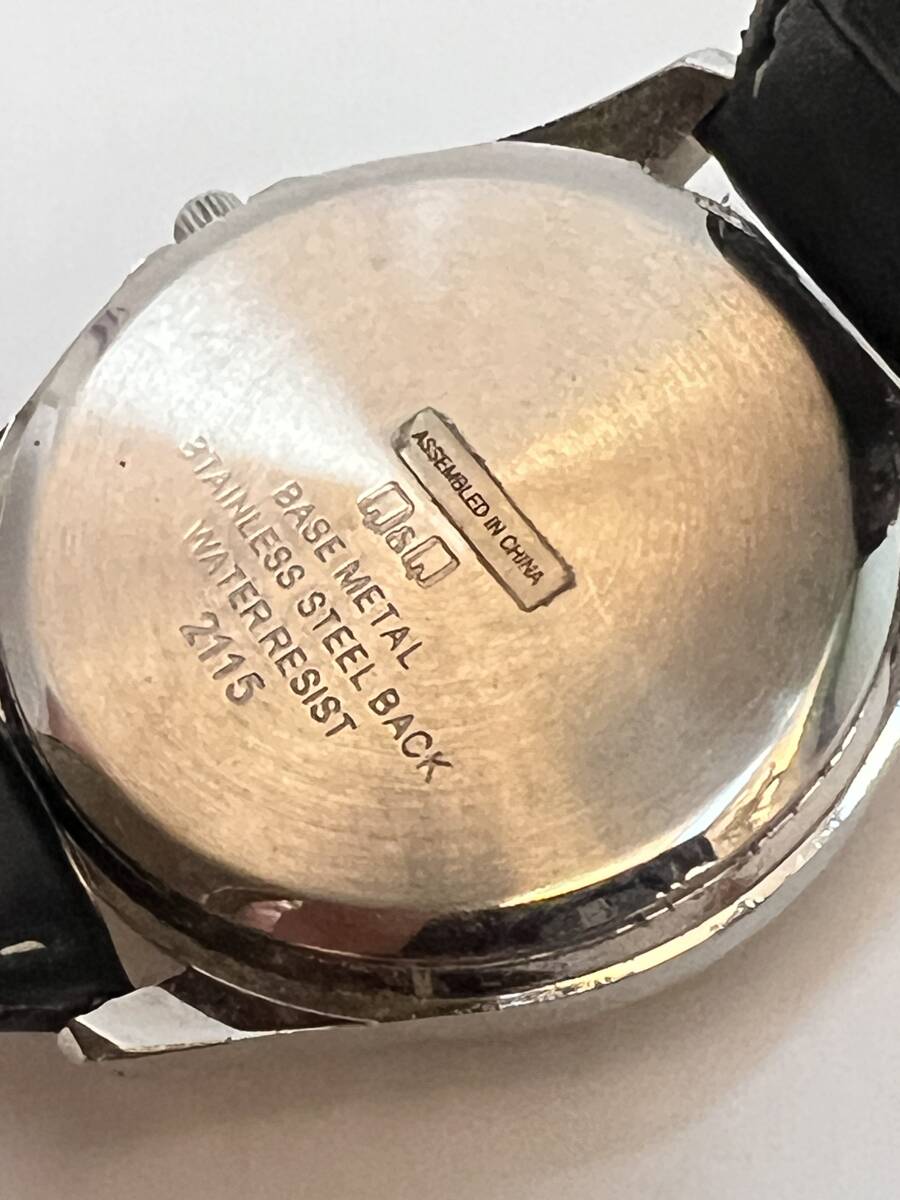 ASSEMBLED IN CHINA
Q&Q
BASE METAL
STAINLESS STEEL BACK
WATER RESIST
2115